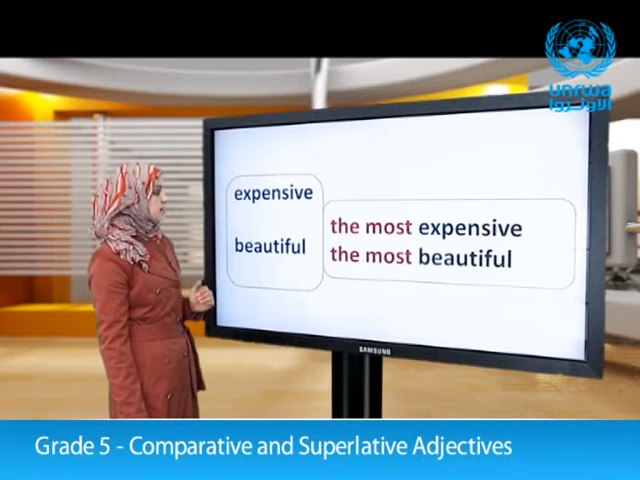 unrwa
الأونروا
expensive
beautiful
the most expensive
the most beautiful
SAMSUNG
Grade 5 - Comparative and Superlative Adjectives